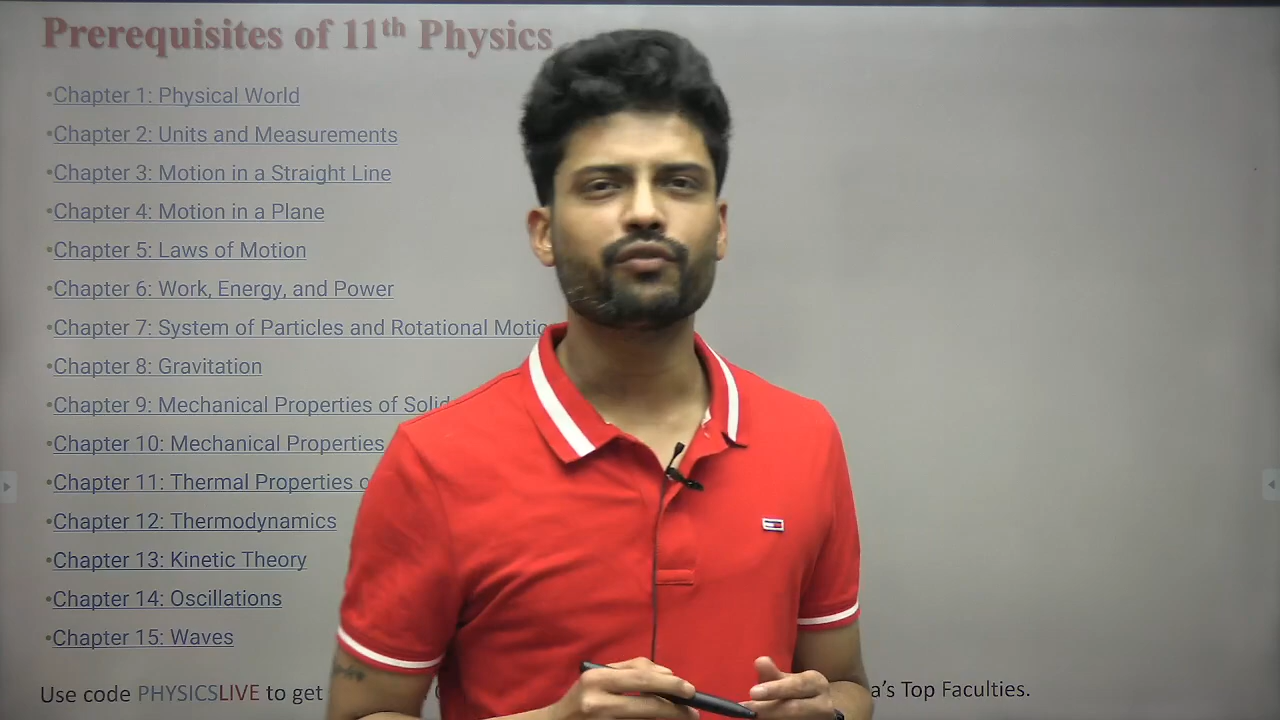 Prerequisites of 11th Physics
•Chapter 1: Physical World
•Chapter 2: Units and Measurements
•Chapter 3: Motion in a Straight Line
•Chapter 4: Motion in a Plane
•Chapter 5: Laws of Motion
•Chapter 6: Work, Energy, and Power
•Chapter 7: System of Particles and Rotational
•Chapter 8: Gravitation
•Chapter 9: Mechanical Properties of
•Chapter 10: Mechanical Properties
•Chapter 11: Thermal Properties
•Chapter 12: Thermodynamics
•Chapter 13: Kinetic Theory
•Chapter 14: Oscillations
•Chapter 15: Waves
Use code PHYSICSLIVE to get Top Faculties.